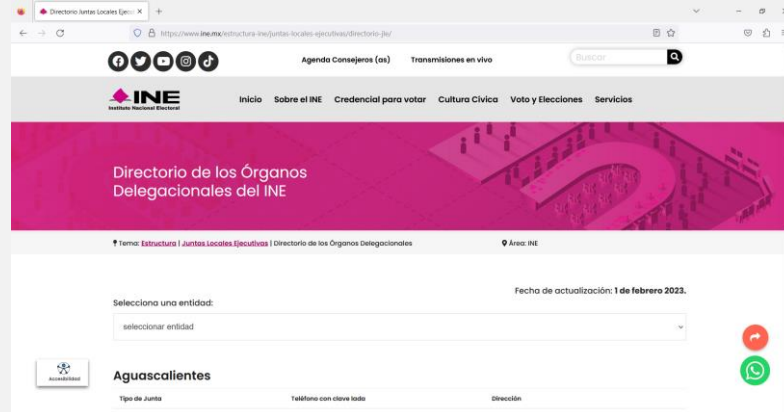 Directorio Juntas Locales Ejecu
https://www.ine.mx/estructura-ine/juntas-locales-ejecutivas/directorio-jle/
Agenda Consejeros (as) Transmisiones en vivo Buscar
INE
Instituto Nacional Electoral
Inicio Sobre el INE Credencial para votar Cultura Cívica Voto y Elecciones Servicios
Directorio de los Órganos
Delegacionales del INE
Tema: Estructura | Juntas Locales Ejecutivas | Directorio de los Órganos Delegacionales Área: INE
Fecha de actualización: 1 de febrero 2023.
Selecciona una entidad:
seleccionar entidad
Accesibilidad
Aguascalientes
Tipo de Junta Teléfono con clave lada Dirección